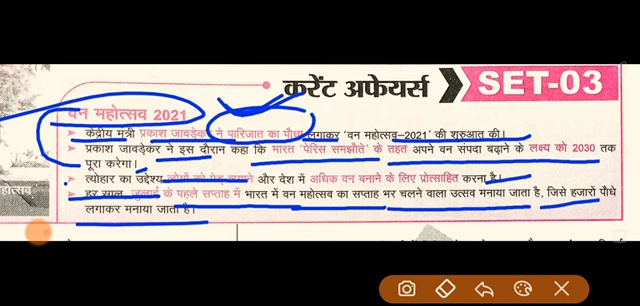 करेंट अफेयर्स SET-03
वन महोत्सव 2021
➤ केंद्रीय मंत्री प्रकाश जावड़ेकर ने पारिजात का पौधा लगाकर 'वन महोत्सव-2021' की शुरुआत की।
➤ प्रकाश जावड़ेकर ने इस दौरान कहा कि भारत 'पेरिस समझौते' के तहत अपने वन संपदा बढ़ाने के लक्ष्य को 2030 तक
पूरा करेगा।
त्योहार का उद्देश्य लोगों को पेड़ लगाने और देश में अधिक वन बनाने के लिए प्रोत्साहित करना है।
➤ हर साल जुलाई के पहले सप्ताह में भारत में वन महोत्सव का सप्ताह भर चलने वाला उत्सव मनाया जाता है, जिसे हजारों पौधे
लगाकर मनाया जाता है।